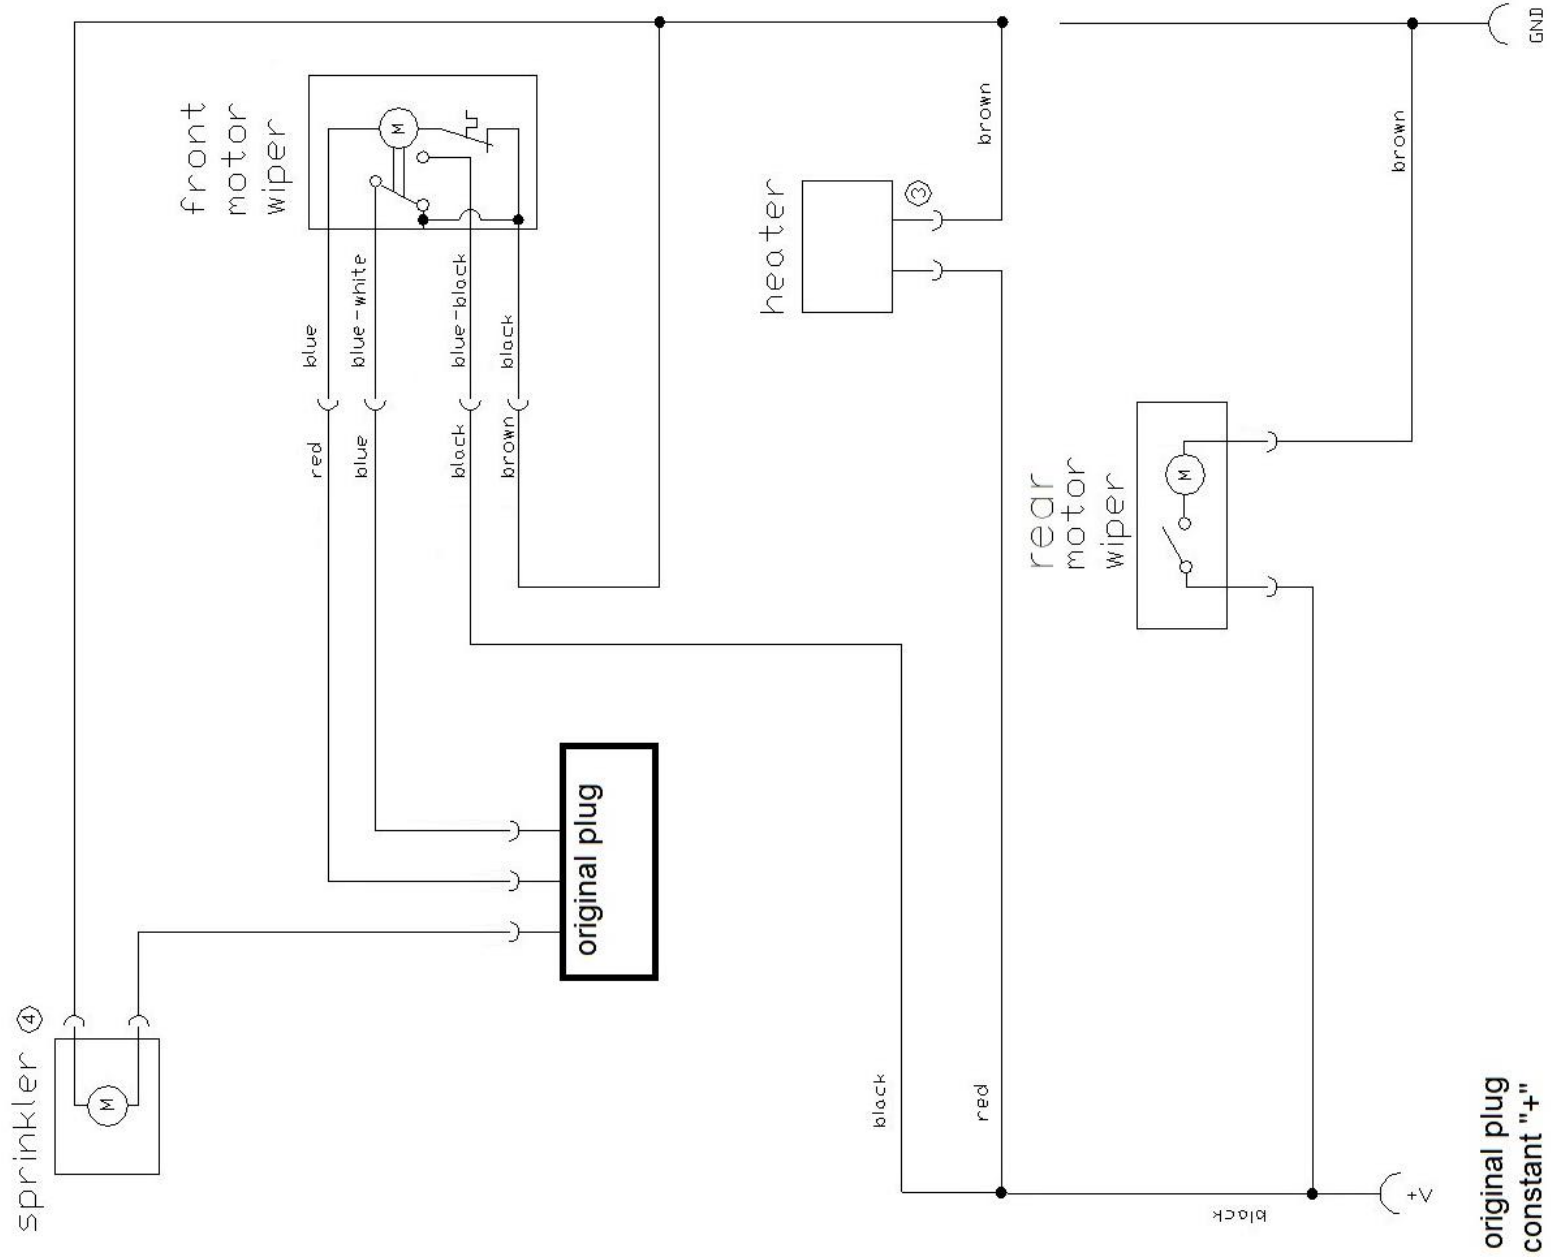 sprinkler 4
front
motor
wiper
M
M
blue
blue-white
blue-black
black
red
blue
black
brown
original plug
heater
3
brown
black
red
rear
motor
wiper
M
brown
black
+V
GND
original plug
constant "+"